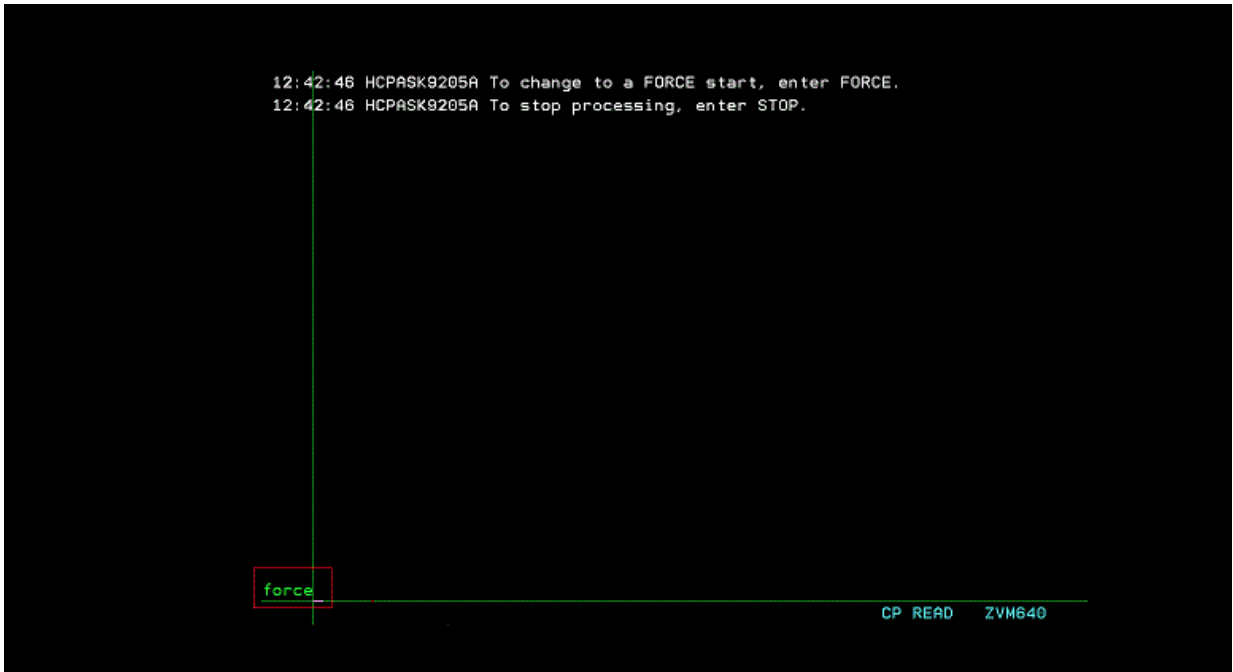 12:42:46 HCPASK9205A To change to a FORCE start, enter FORCE.
12:42:46 HCPASK9205A To stop processing, enter STOP.
force_
CP READ ZVM640